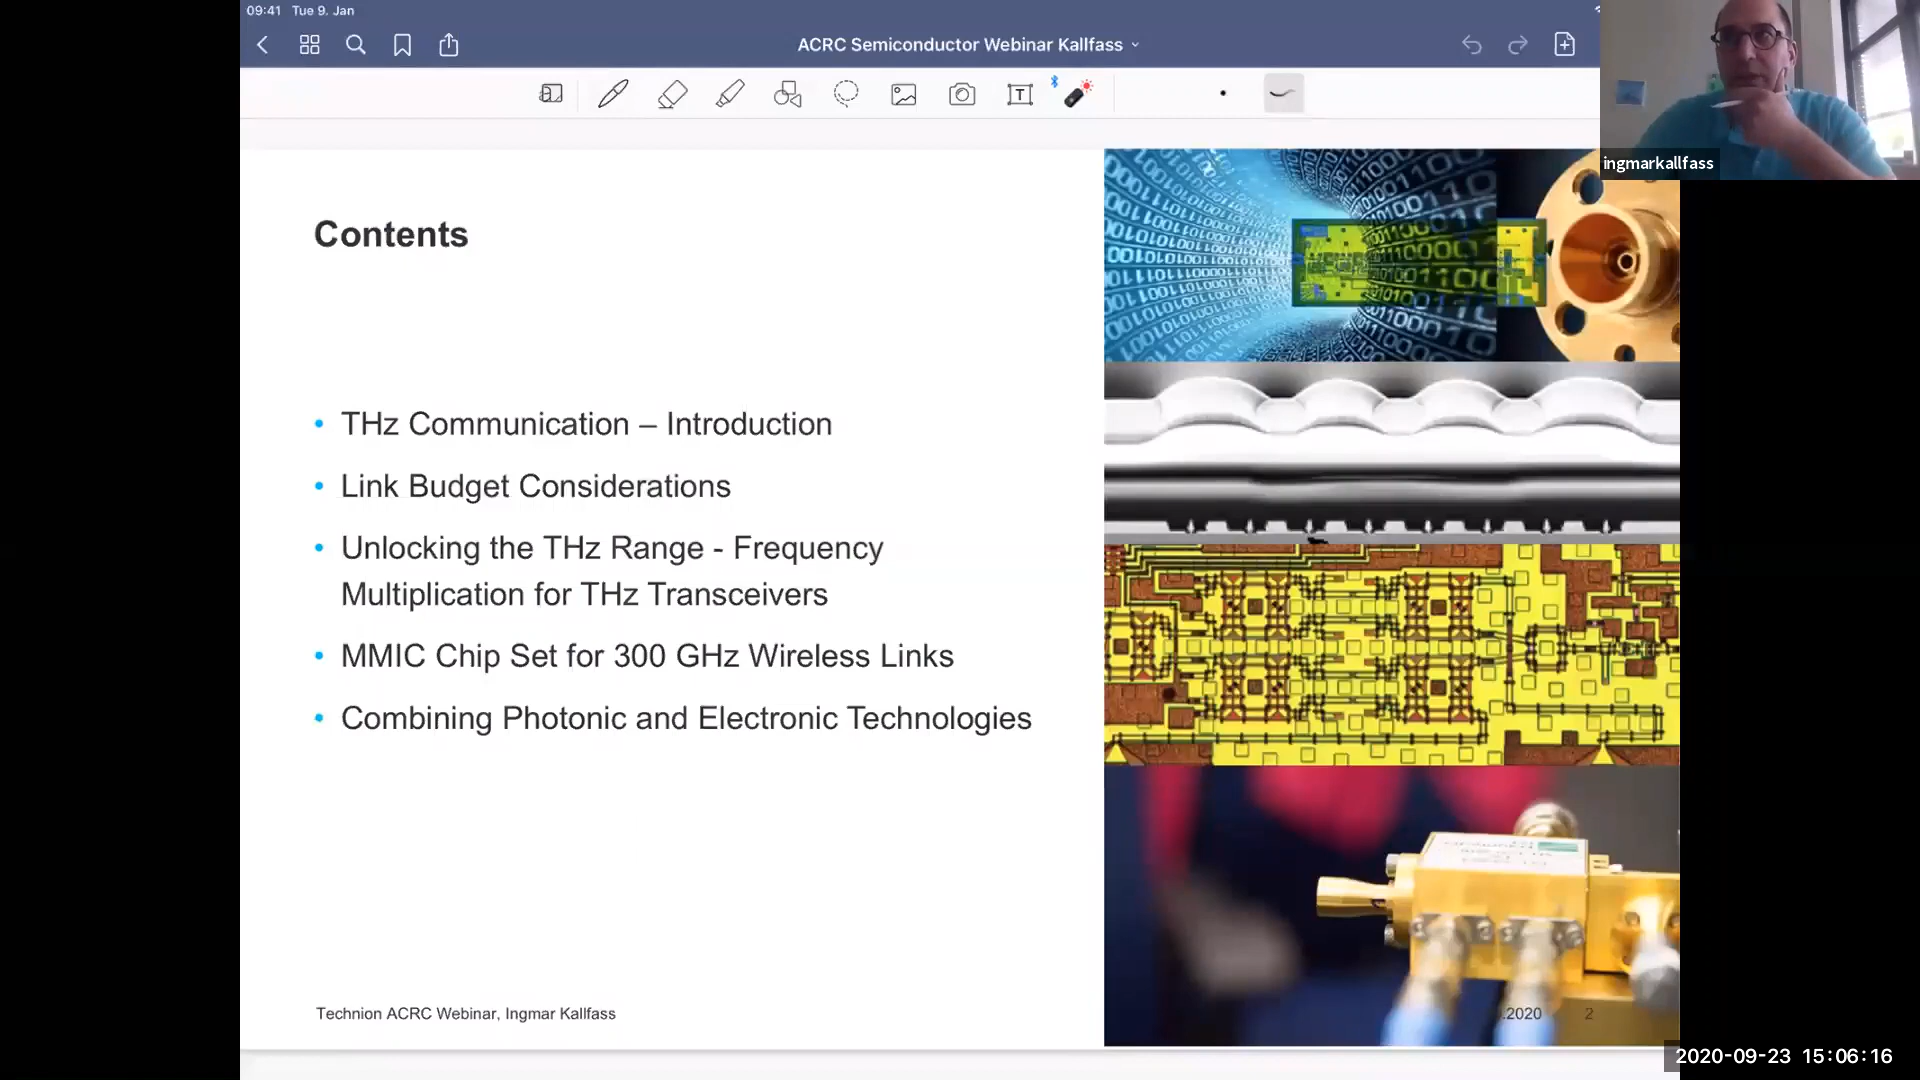 09:41 Tue 9. Jan
ACRC Semiconductor Webinar Kallfass
T
ingmarkallfass
Contents
• THz Communication – Introduction
• Link Budget Considerations
• Unlocking the THz Range - Frequency
Multiplication for THz Transceivers
• MMIC Chip Set for 300 GHz Wireless Links
• Combining Photonic and Electronic Technologies
Technion ACRC Webinar, Ingmar Kallfass
.2020
2
2020-09-23 15:06:16